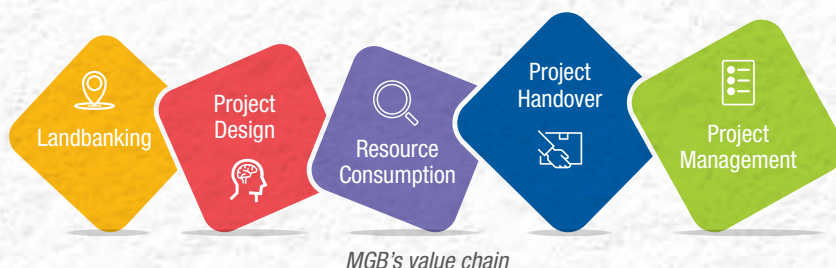 Landbanking
Project
Design
Resource
Consumption
Project
Handover
Project
Management
MGB's value chain